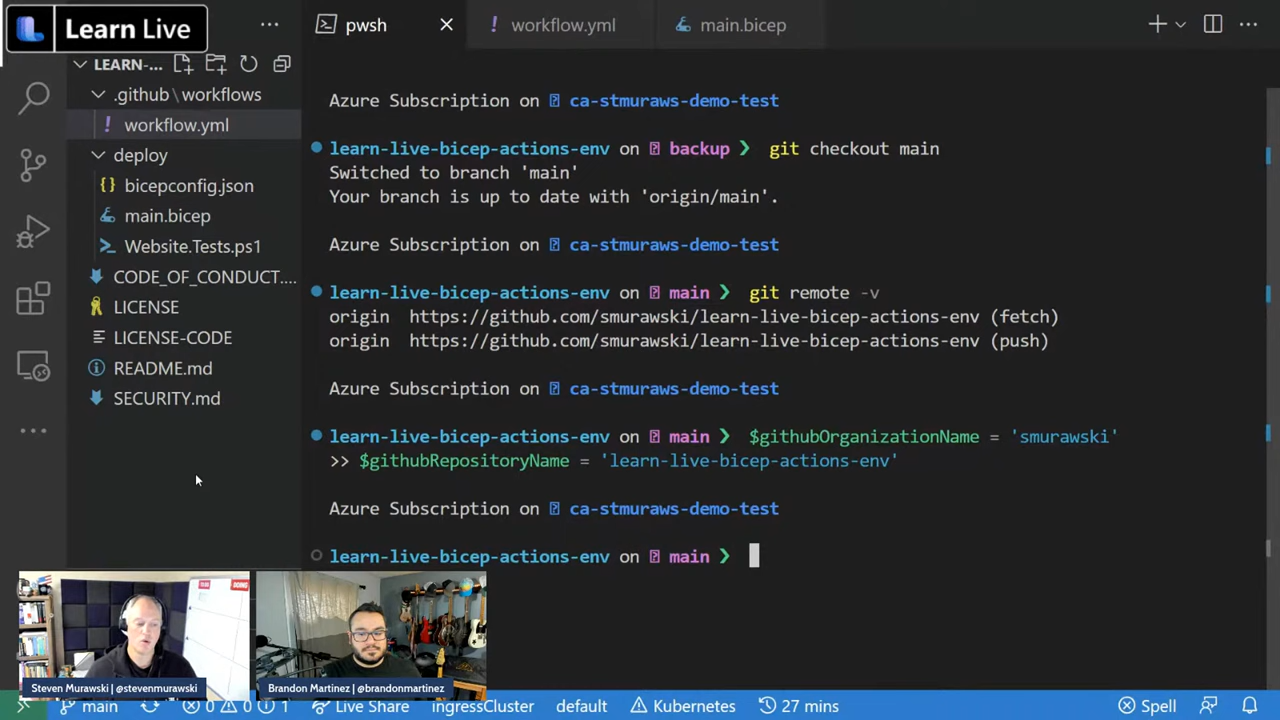 Learn Live
pwsh
workflow.yml
main.bicep
LEARN-...
.github\workflows
workflow.yml
deploy
bicepconfig.json
main.bicep
Website.Tests.ps1
CODE_OF_CONDUCT....
LICENSE
LICENSE-CODE
README.md
SECURITY.md
Azure Subscription on ca-stmuraws-demo-test
learn-live-bicep-actions-env on backup ❯ git checkout main
Switched to branch 'main'
Your branch is up to date with 'origin/main'.
Azure Subscription on ca-stmuraws-demo-test
learn-live-bicep-actions-env on main ❯ git remote -v
origin https://github.com/smurawski/learn-live-bicep-actions-env (fetch)
origin https://github.com/smurawski/learn-live-bicep-actions-env (push)
Azure Subscription on ca-stmuraws-demo-test
learn-live-bicep-actions-env on main ❯ $githubOrganizationName = 'smurawski'
>> $githubRepositoryName = 'learn-live-bicep-actions-env'
Azure Subscription on ca-stmuraws-demo-test
learn-live-bicep-actions-env on main ❯
Steven Murawski | @stevenmurawski
Brandon Martinez | @brandonmartinez
main 0 0 1 Live Share ingressCluster default Kubernetes 27 mins Spell